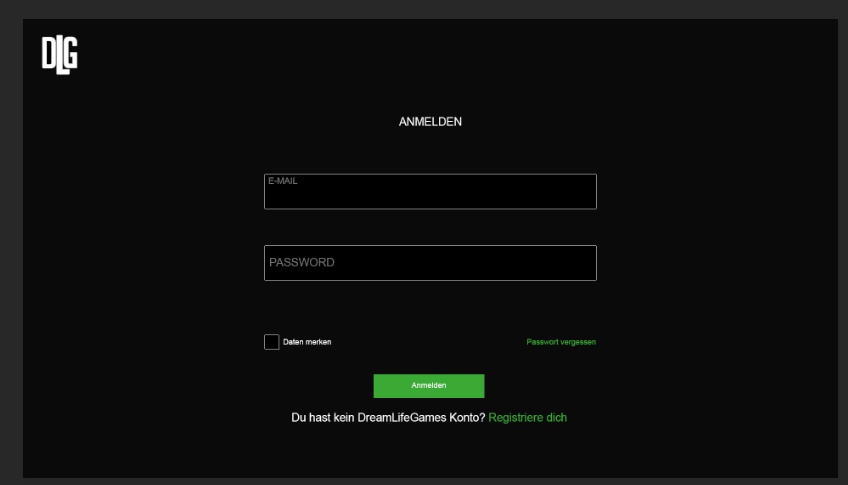 DLG
ANMELDEN
E-MAIL
PASSWORD
Daten merken
Passwort vergessen
Anmelden
Du hast kein DreamLifeGames Konto? Registriere dich